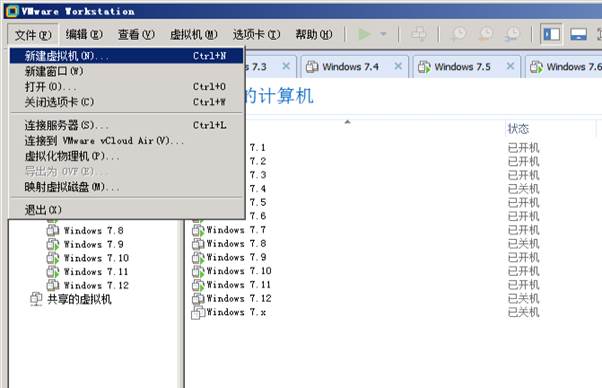 VMware Workstation
文件(F) 编辑(E) 查看(V) 虚拟机(M) 选项卡(T) 帮助(H)
新建虚拟机(N)... Ctrl+N
新建窗口(W)
打开(O)... Ctrl+O
关闭选项卡(C) Ctrl+W
连接服务器(S)... Ctrl+L
连接到 VMware vCloud Air(V)...
虚拟化物理机(P)...
导出为 OVF(E)...
映射虚拟磁盘(M)...
退出(X)
7.3 Windows 7.4 Windows 7.5 Windows 7.6
的计算机
状态
7.1 已开机
7.2 已开机
7.3 已开机
7.4 已关机
7.5 已开机
7.6 已开机
Windows 7.7 已开机
Windows 7.8 已关机
Windows 7.9 已开机
Windows 7.10 已开机
Windows 7.11 已开机
Windows 7.12 已关机
Windows 7.x 已关机
Windows 7.8
Windows 7.9
Windows 7.10
Windows 7.11
Windows 7.12
共享的虚拟机